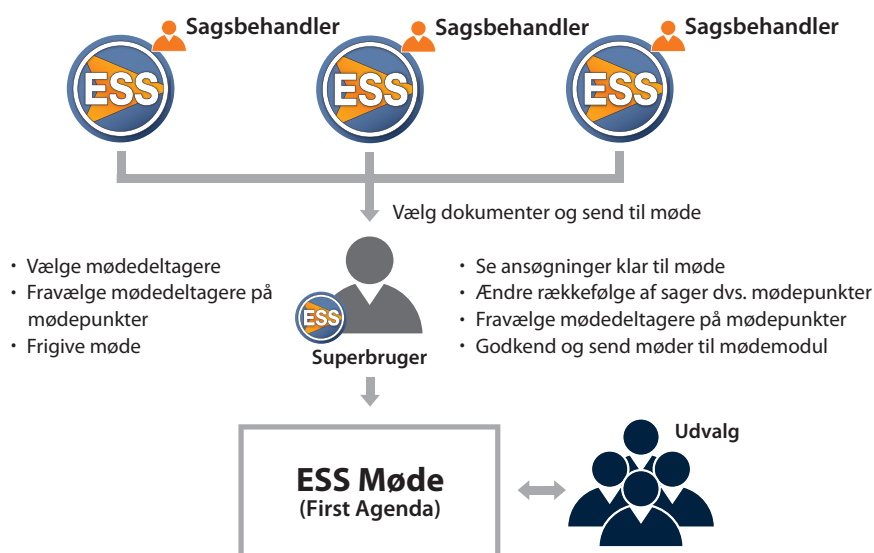 Sagsbehandler
Sagsbehandler
Sagsbehandler
ESS
ESS
ESS
Vælg dokumenter og send til møde
• Vælge mødedeltagere
• Fravælge mødedeltagere på
mødepunkter
• Frigive møde
ESS
Superbruger
• Se ansøgninger klar til møde
• Ændre rækkefølge af sager dvs. mødepunkter
• Fravælge mødedeltagere på mødepunkter
• Godkend og send møder til mødemodul
ESS Møde
(First Agenda)
Udvalg